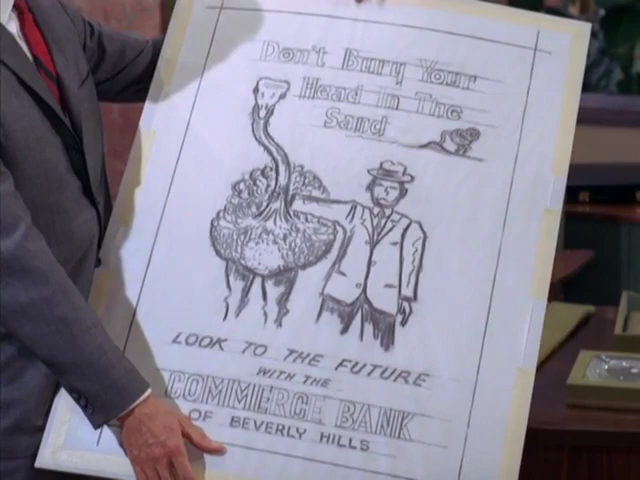 Don't Bury Your
Head In The
Sand
LOOK TO THE FUTURE
WITH THE
COMMERCE BANK
OF BEVERLY HILLS